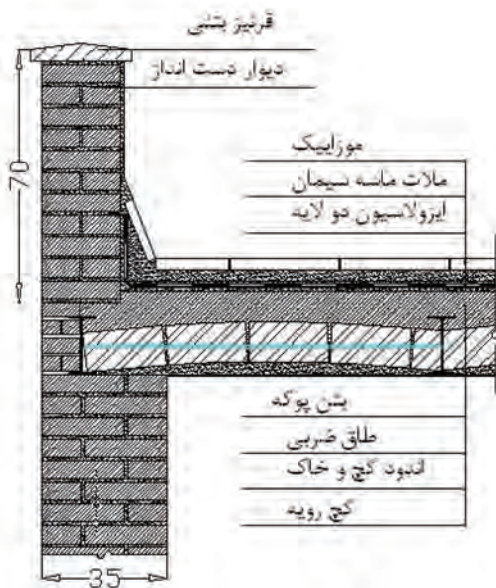 قرنیز بتنی
دیوار دست انداز
موزاییک
ملات ماسه سیمان
ایزولاسیون دو لایه
70
بتن پوکه
طاق ضربی
اندود گچ و خاک
گچ رویه
35